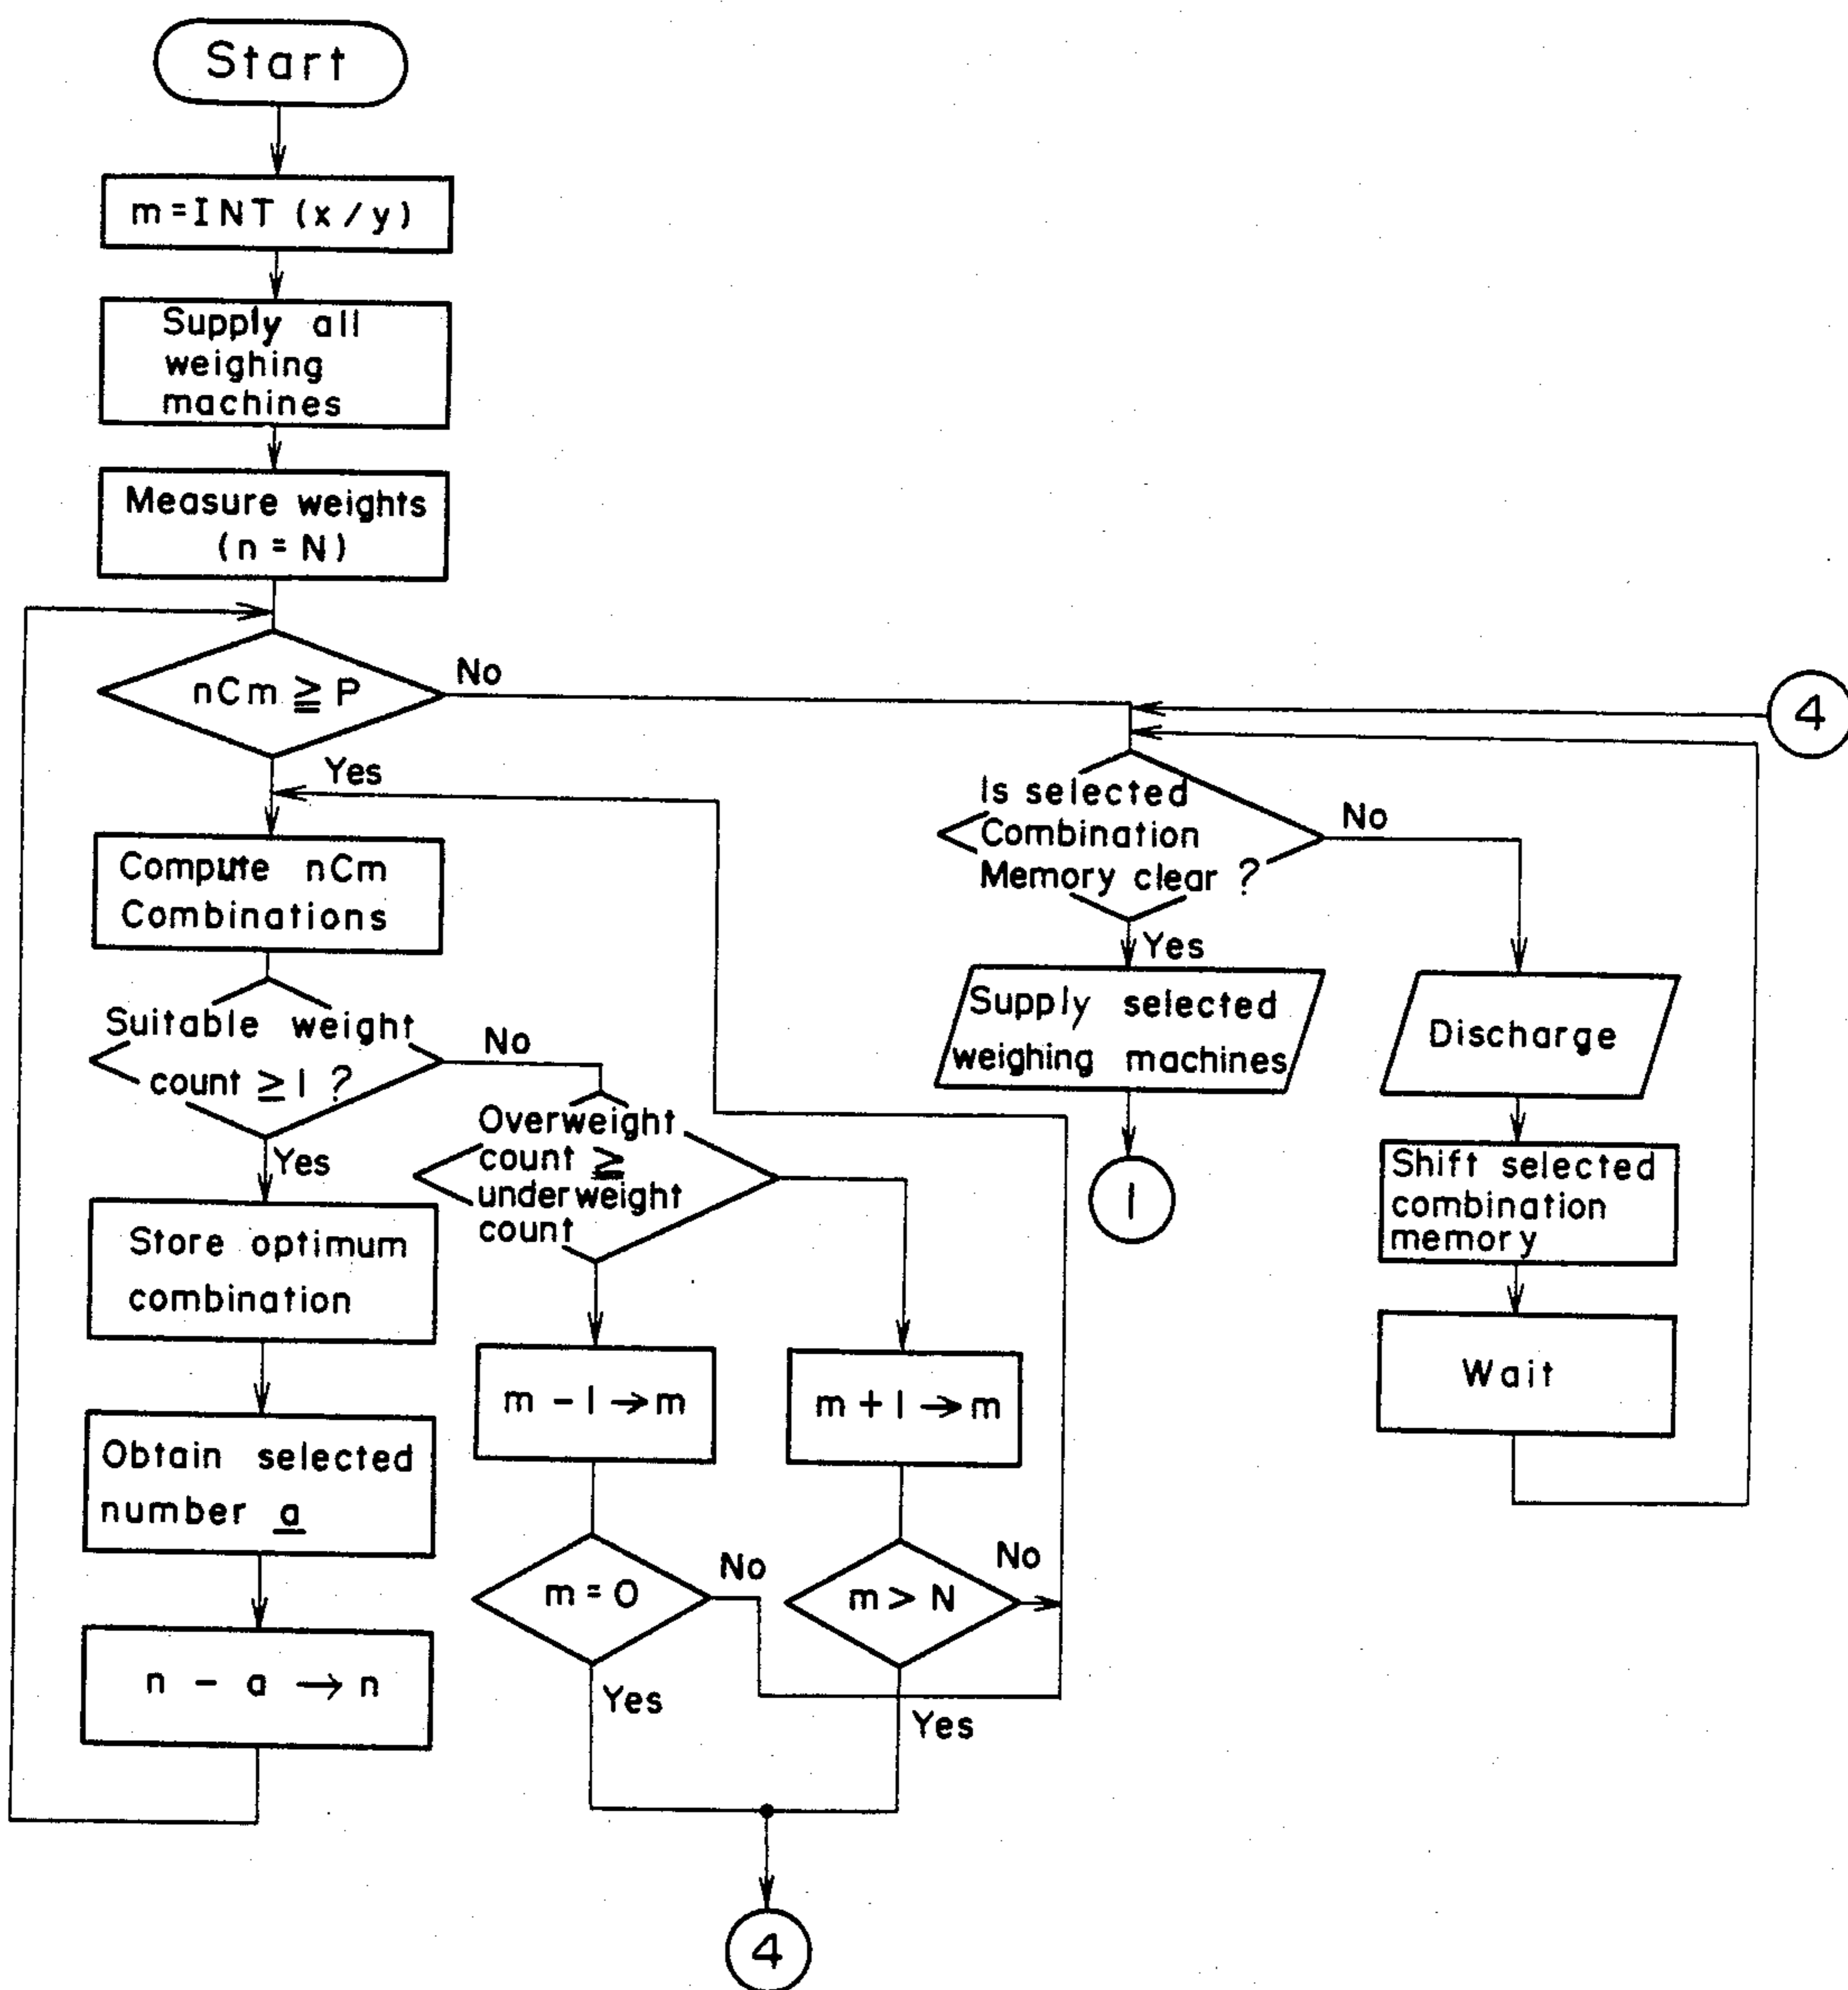 Start
m=INT (x/y)
Supply all
weighing
machines
Measure weights
(n = N)
nCm ≧ P
No
Yes
Compute nCm
Combinations
Suitable weight
count ≥ 1 ?
No
Yes
Store optimum
combination
Obtain selected
number a
n - a → n
Overweight
count ≧
underweight
count
m - 1 → m
m + 1 → m
m = 0
No
Yes
m > N
No
Yes
4
4
Is selected
Combination
Memory clear ?
No
Yes
Supply selected
weighing machines
1
Discharge
Shift selected
combination
memory
Wait